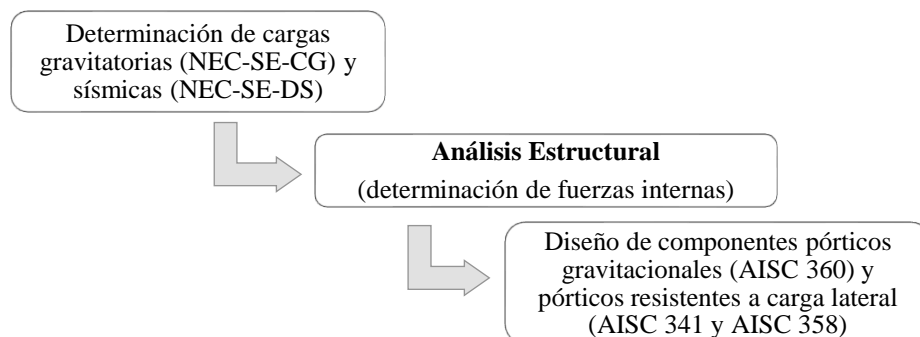 Determinación de cargas
gravitatorias (NEC-SE-CG) y
sísmicas (NEC-SE-DS)
Análisis Estructural
(determinación de fuerzas internas)
Diseño de componentes pórticos
gravitacionales (AISC 360) y
pórticos resistentes a carga lateral
(AISC 341 y AISC 358)